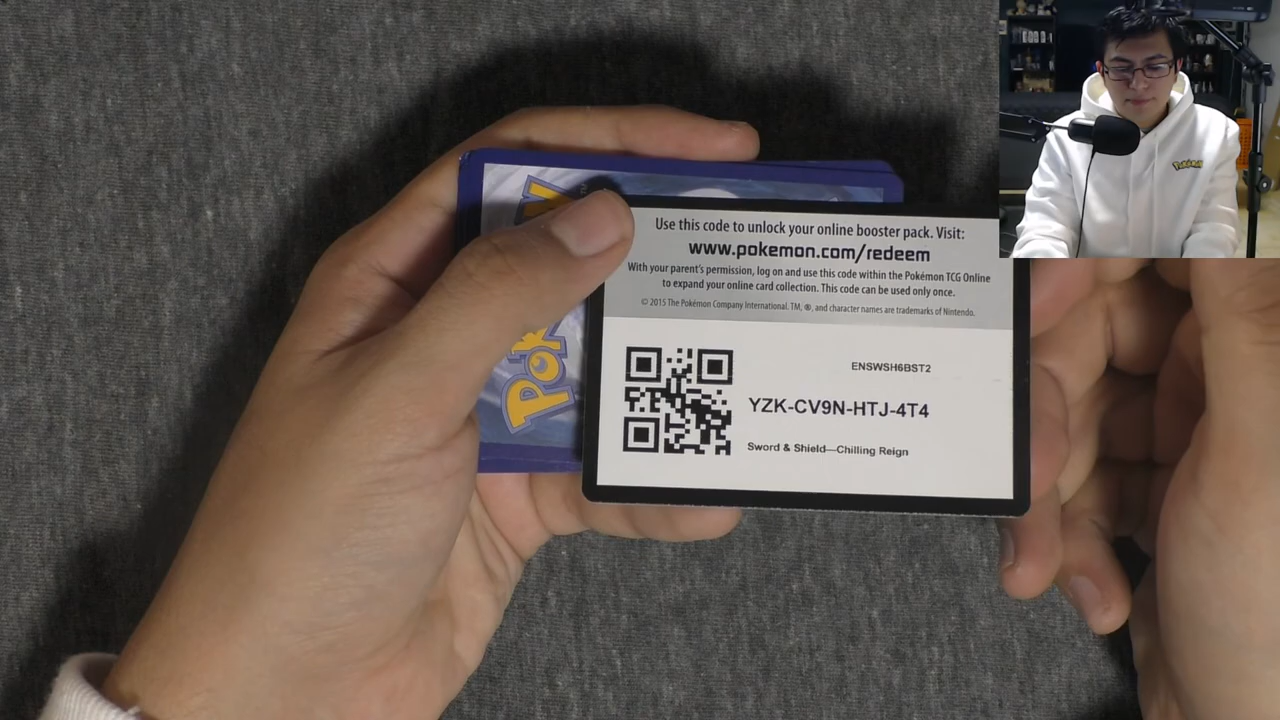 Use this code to unlock your online booster pack. Visit:
www.pokemon.com/redeem
With your parent's permission, log on and use this code within the Pokémon TCG Online
to expand your online card collection. This code can be used only once.
© 2015 The Pokémon Company International. TM, ®, and character names are trademarks of Nintendo.
ENSWSH6BST2
YZK-CV9N-HTJ-4T4
Sword & Shield—Chilling Reign
Pokémon